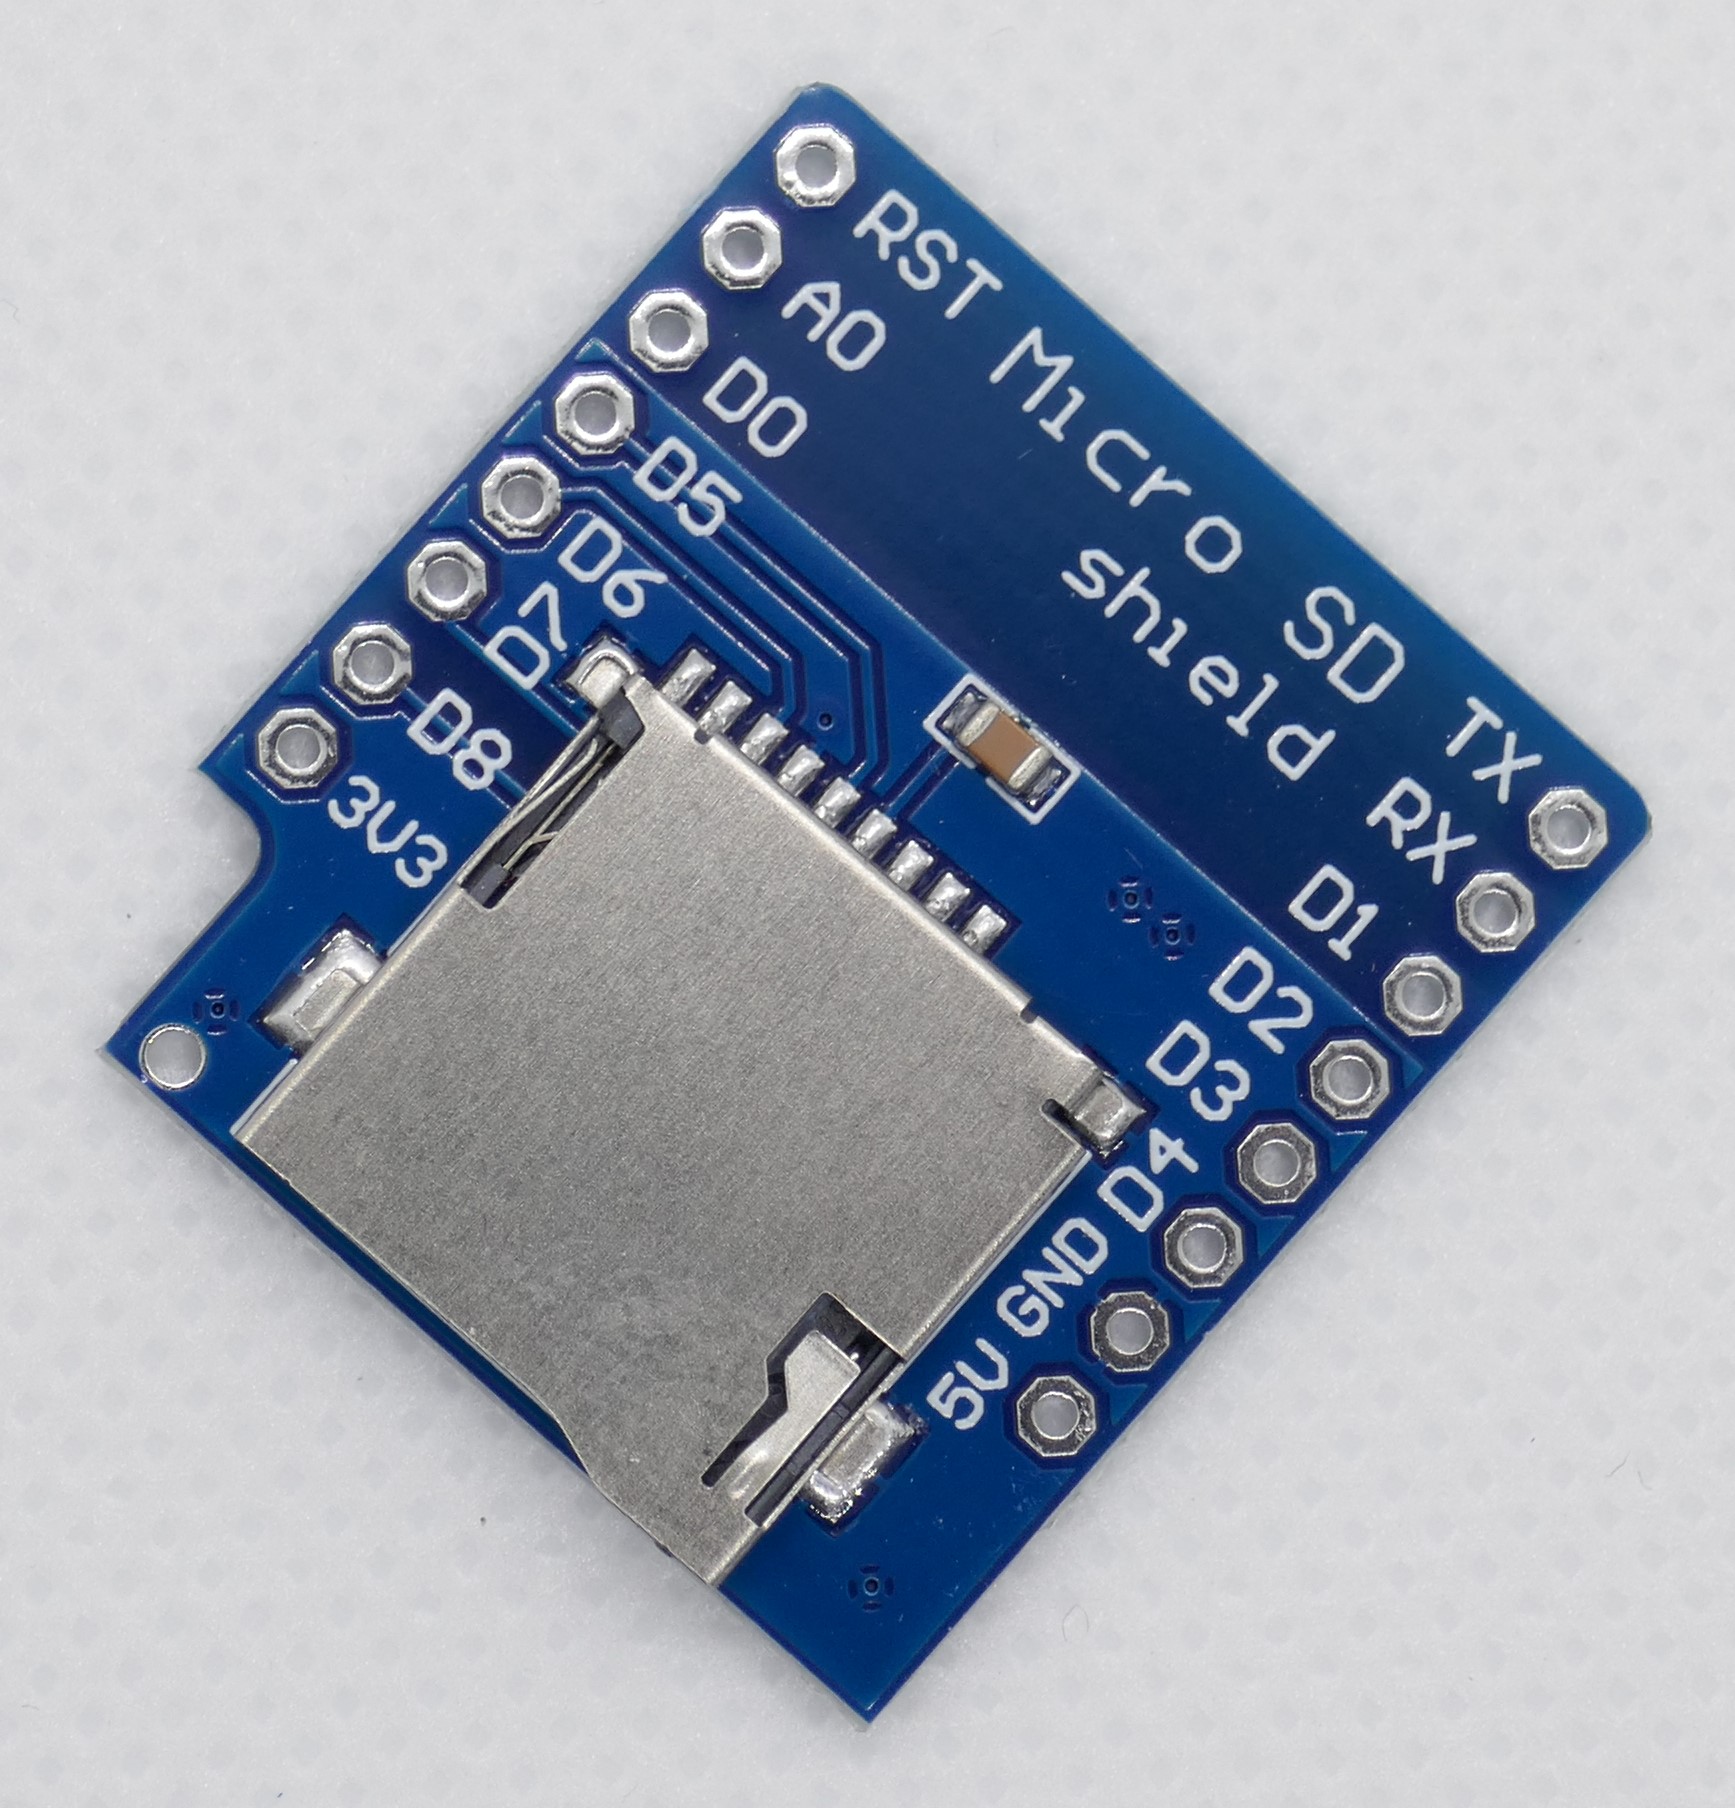 RST
A0
D0
D5
D6
D7
D8
3V3
Micro SD
shield
TX
RX
D1
D2
D3
D4
GND
5V